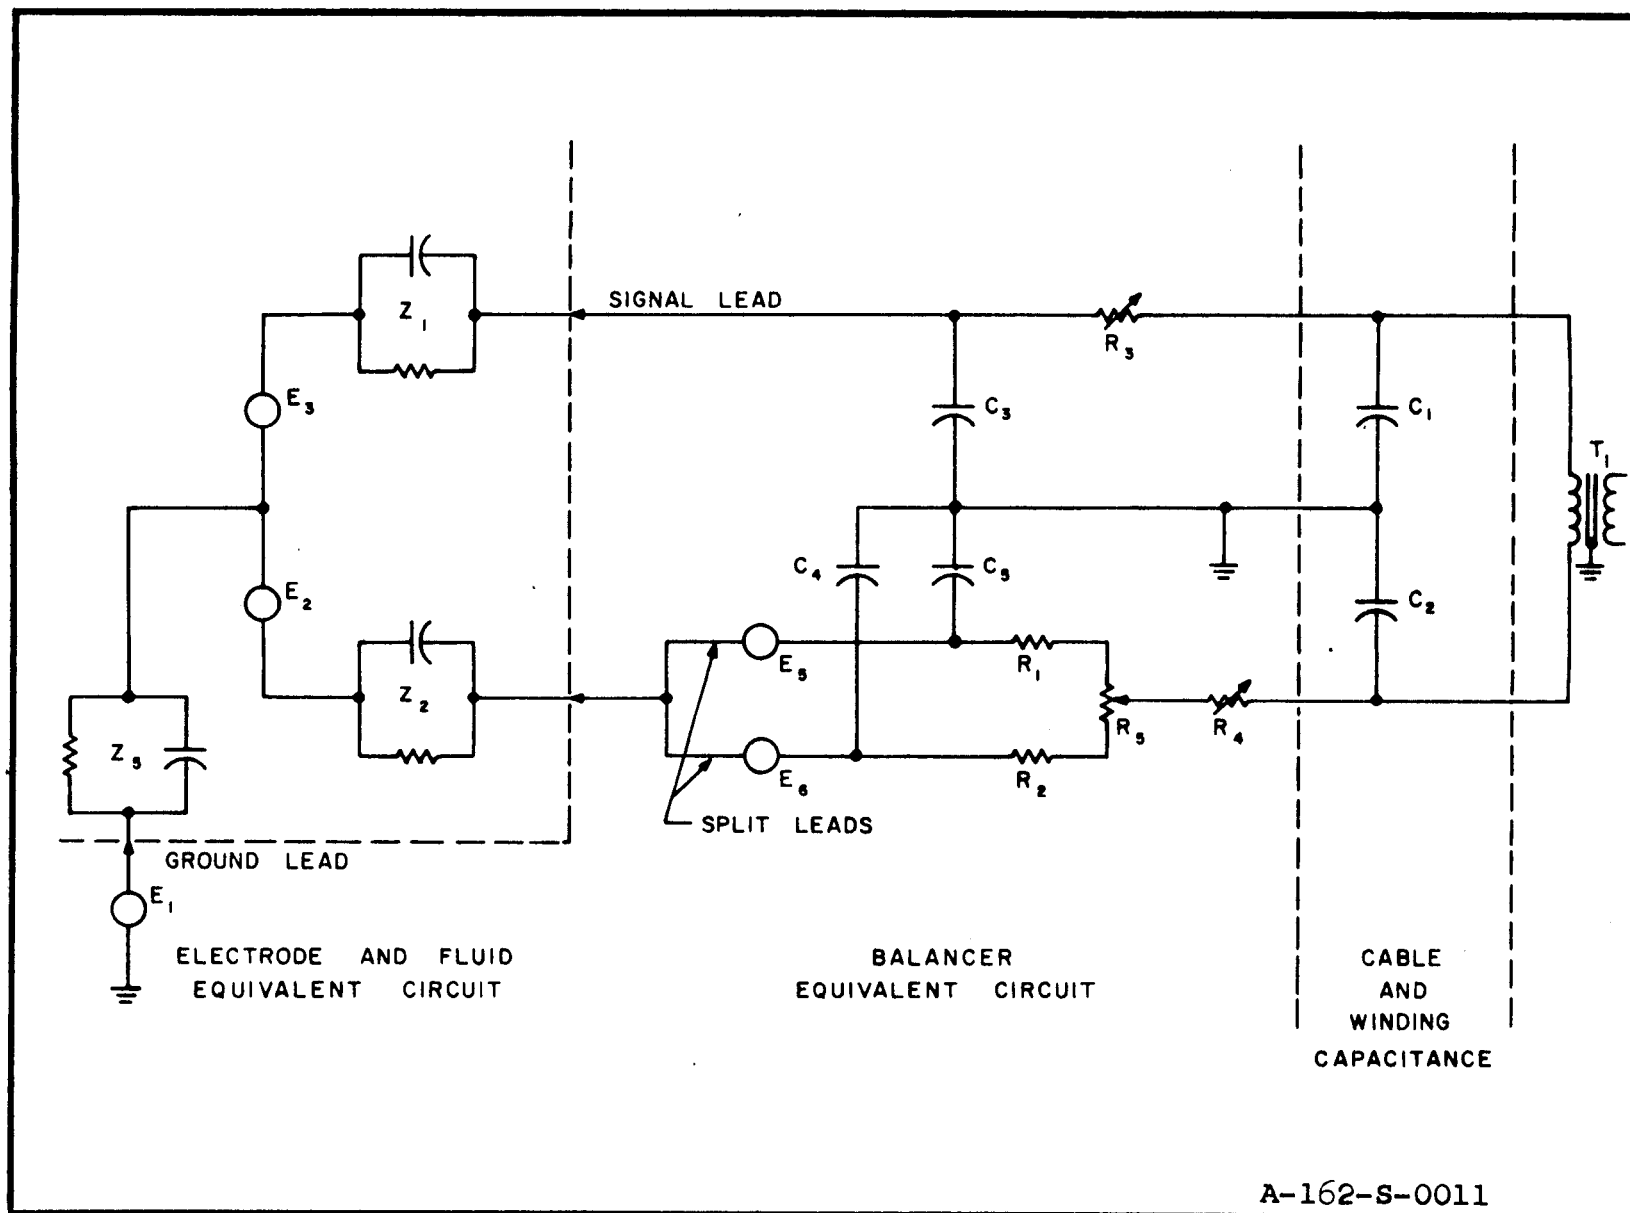 Z₁
SIGNAL LEAD
R₃
E₃
C₃
C₁
T₁
E₂
C₄
C₅
C₂
Z₂
E₅
R₁
Z₅
R₅
R₄
E₆
R₂
SPLIT LEADS
GROUND LEAD
E₁
ELECTRODE AND FLUID
EQUIVALENT CIRCUIT
BALANCER
EQUIVALENT CIRCUIT
CABLE
AND
WINDING
CAPACITANCE
A-162-S-0011